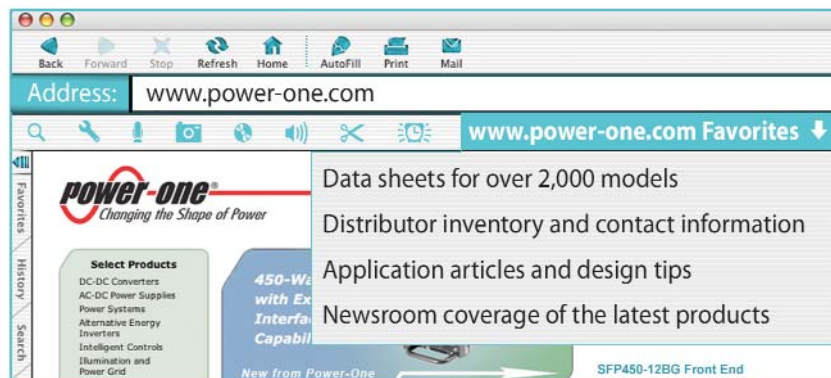 Back Forward Stop Refresh Home AutoFill Print Mail
Address: www.power-one.com
www.power-one.com Favorites
Favorites
History
Search
power-one
Changing the Shape of Power
Data sheets for over 2,000 models
Distributor inventory and contact information
Application articles and design tips
Newsroom coverage of the latest products
Select Products
DC-DC Converters
AC-DC Power Supplies
Power Systems
Alternative Energy
Inverters
Intelligent Controls
Illumination and
Power Grid
450-Wa
with Ex
Interfa
Capabil
New from Power-One
SFP450-12BG Front End